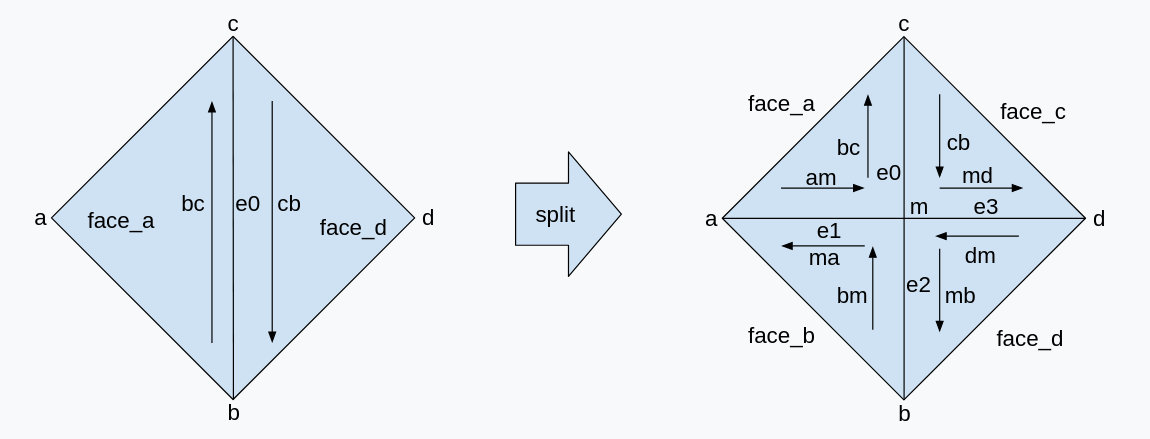 c
a
face_a
bc
e0
cb
face_d
d
b
split
c
face_a
face_c
bc
cb
e0
am
md
a
m
e3
d
e1
ma
dm
bm
e2
mb
face_b
face_d
b